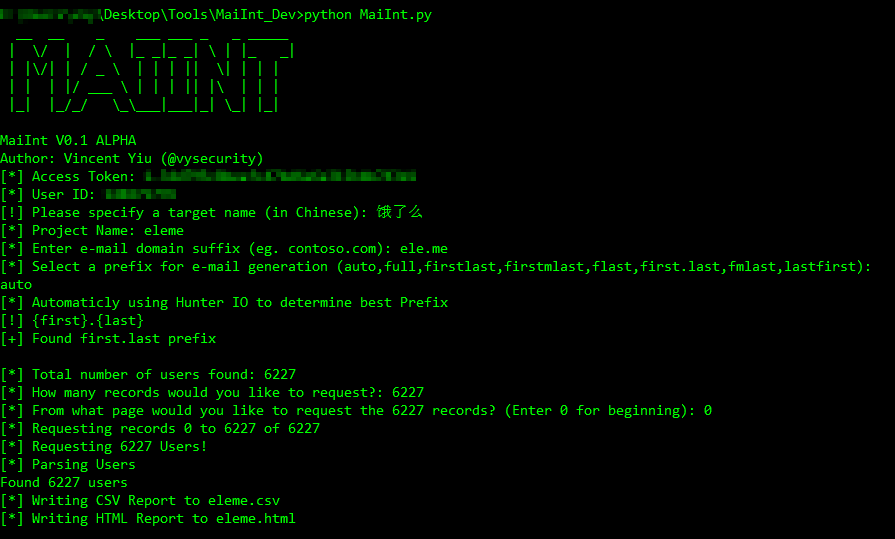 \Desktop\Tools\MaiInt_Dev>python MaiInt.py
MAIINT
MaiInt V0.1 ALPHA
Author: Vincent Yiu (@vysecurity)
[*] Access Token:
[*] User ID:
[!] Please specify a target name (in Chinese): 饿了么
[*] Project Name: eleme
[*] Enter e-mail domain suffix (eg. contoso.com): ele.me
[*] Select a prefix for e-mail generation (auto,full,firstlast,firstmlast,flast,first.last,fmlast,lastfirst):
auto
[*] Automaticly using Hunter IO to determine best Prefix
[!] {first}.{last}
[+] Found first.last prefix
[*] Total number of users found: 6227
[*] How many records would you like to request?: 6227
[*] From what page would you like to request the 6227 records? (Enter 0 for beginning): 0
[*] Requesting records 0 to 6227 of 6227
[*] Requesting 6227 Users!
[*] Parsing Users
Found 6227 users
[*] Writing CSV Report to eleme.csv
[*] Writing HTML Report to eleme.html